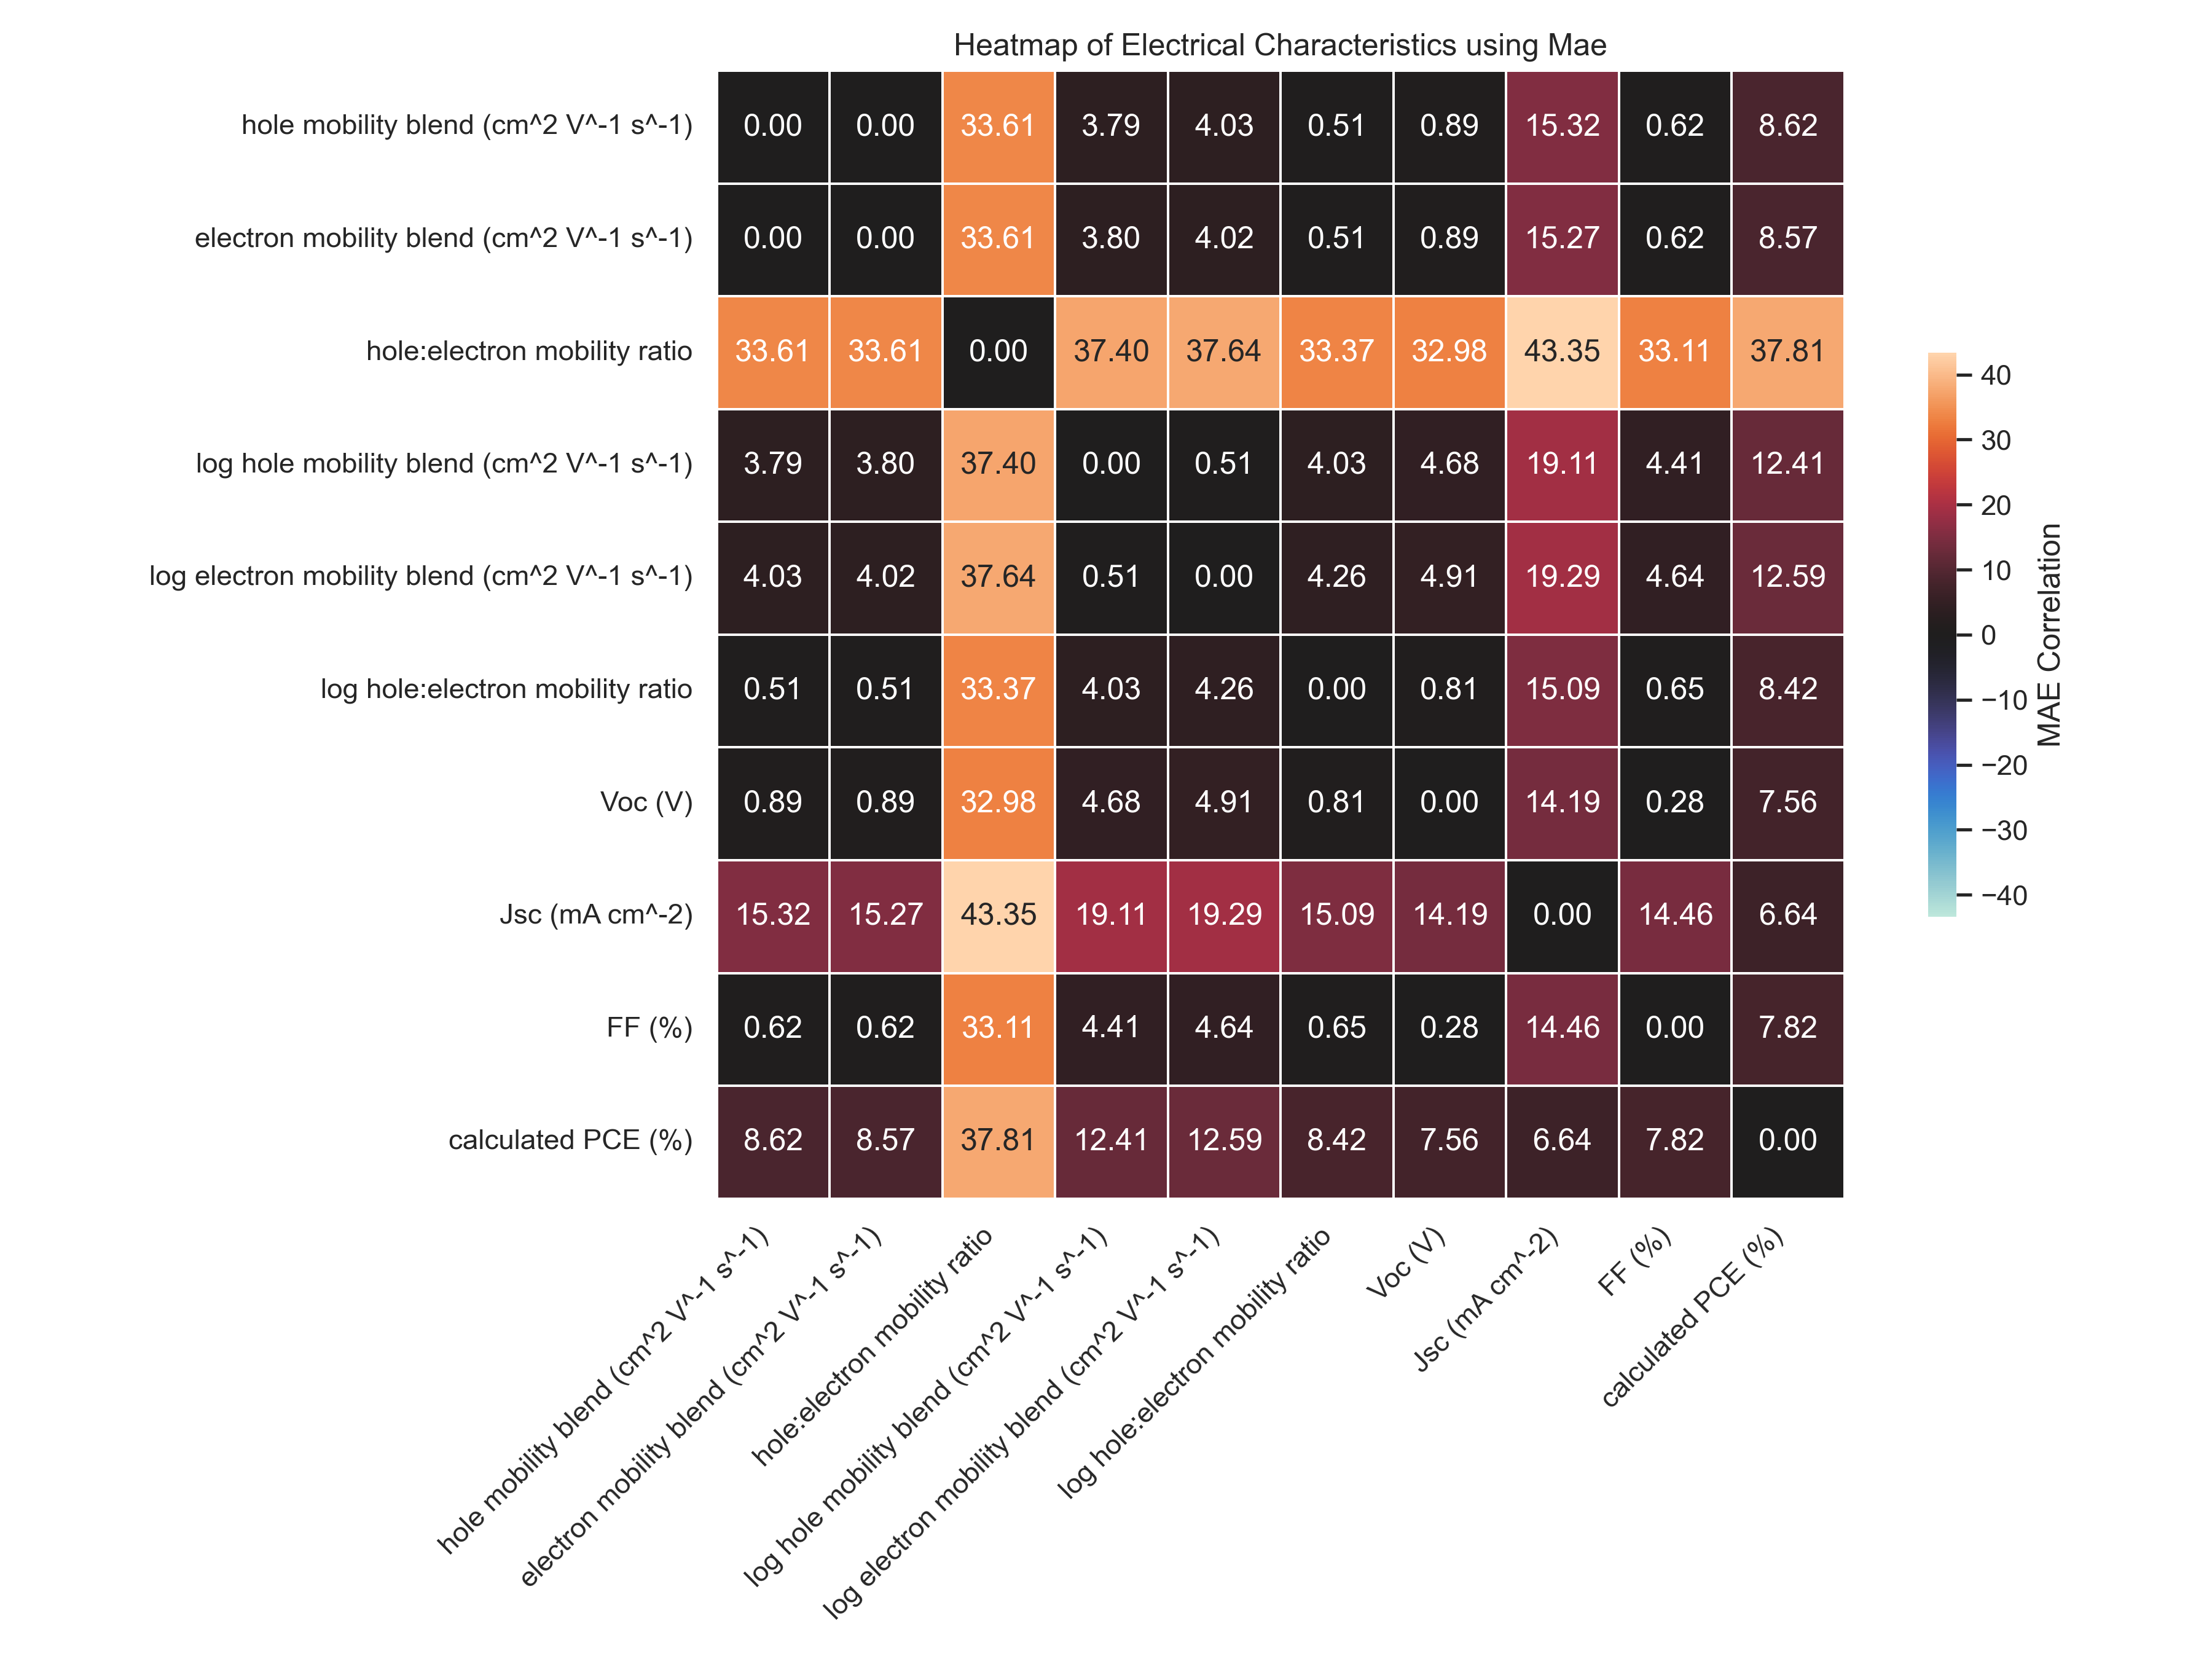 Heatmap of Electrical Characteristics using Mae
hole mobility blend (cm^2 V^-1 s^-1) 0.00 0.00 33.61 3.79 4.03 0.51 0.89 15.32 0.62 8.62
electron mobility blend (cm^2 V^-1 s^-1) 0.00 0.00 33.61 3.80 4.02 0.51 0.89 15.27 0.62 8.57
hole:electron mobility ratio 33.61 33.61 0.00 37.40 37.64 33.37 32.98 43.35 33.11 37.81
log hole mobility blend (cm^2 V^-1 s^-1) 3.79 3.80 37.40 0.00 0.51 4.03 4.68 19.11 4.41 12.41
log electron mobility blend (cm^2 V^-1 s^-1) 4.03 4.02 37.64 0.51 0.00 4.26 4.91 19.29 4.64 12.59
log hole:electron mobility ratio 0.51 0.51 33.37 4.03 4.26 0.00 0.81 15.09 0.65 8.42
Voc (V) 0.89 0.89 32.98 4.68 4.91 0.81 0.00 14.19 0.28 7.56
Jsc (mA cm^-2) 15.32 15.27 43.35 19.11 19.29 15.09 14.19 0.00 14.46 6.64
FF (%) 0.62 0.62 33.11 4.41 4.64 0.65 0.28 14.46 0.00 7.82
calculated PCE (%) 8.62 8.57 37.81 12.41 12.59 8.42 7.56 6.64 7.82 0.00
hole mobility blend (cm^2 V^-1 s^-1)
electron mobility blend (cm^2 V^-1 s^-1)
hole:electron mobility ratio
log hole mobility blend (cm^2 V^-1 s^-1)
log electron mobility blend (cm^2 V^-1 s^-1)
log hole:electron mobility ratio
Voc (V)
Jsc (mA cm^-2)
FF (%)
calculated PCE (%)
40
30
20
10
0
−10
−20
−30
−40
MAE Correlation